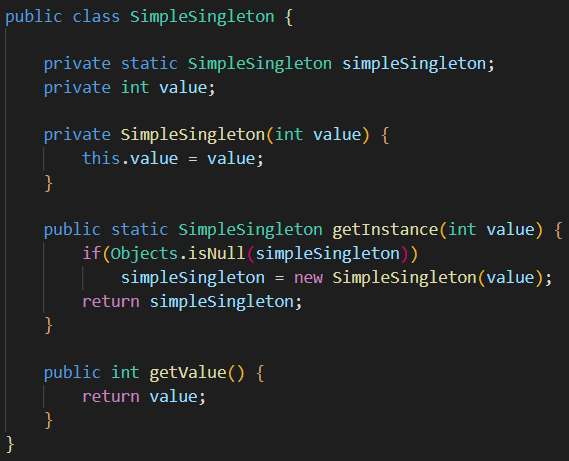 public class SimpleSingleton {
private static SimpleSingleton simpleSingleton;
private int value;
private SimpleSingleton(int value) {
this.value = value;
}
public static SimpleSingleton getInstance(int value) {
if(Objects.isNull(simpleSingleton))
simpleSingleton = new SimpleSingleton(value);
return simpleSingleton;
}
public int getValue() {
return value;
}
}